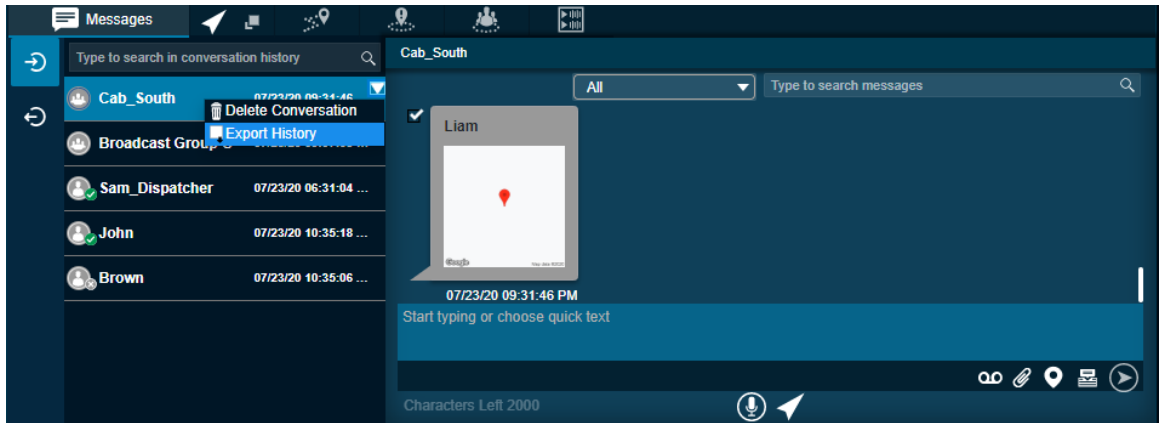 Messages
Type to search in conversation history
Cab_South
07/23/20 09:31:46
Delete Conversation
Export History
Broadcast Group
Sam_Dispatcher
07/23/20 06:31:04 ...
John
07/23/20 10:35:18 ...
Brown
07/23/20 10:35:06 ...
Cab_South
All
Type to search messages
Liam
Google
07/23/20 09:31:46 PM
Start typing or choose quick text
Characters Left 2000